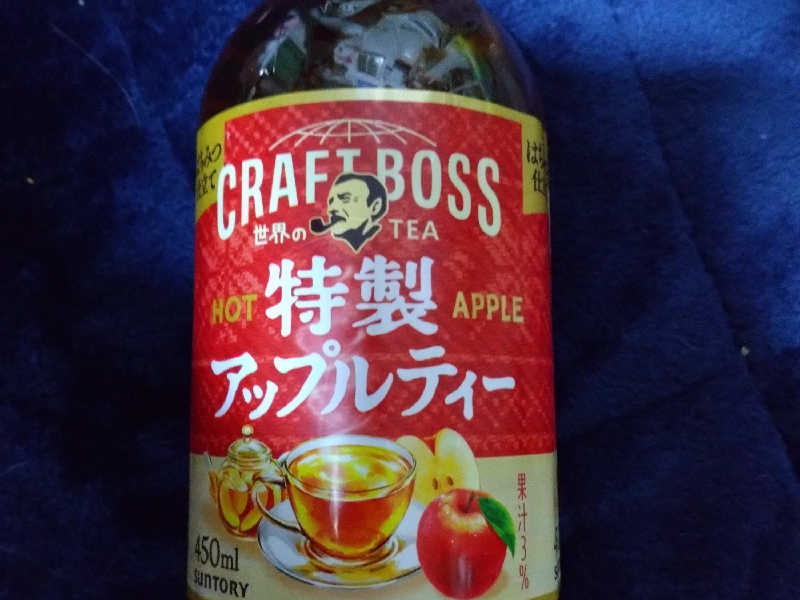 CRAFT BOSS
世界の TEA
HOT 特製 APPLE
アップルティー
果汁3%
450ml
SUNTORY